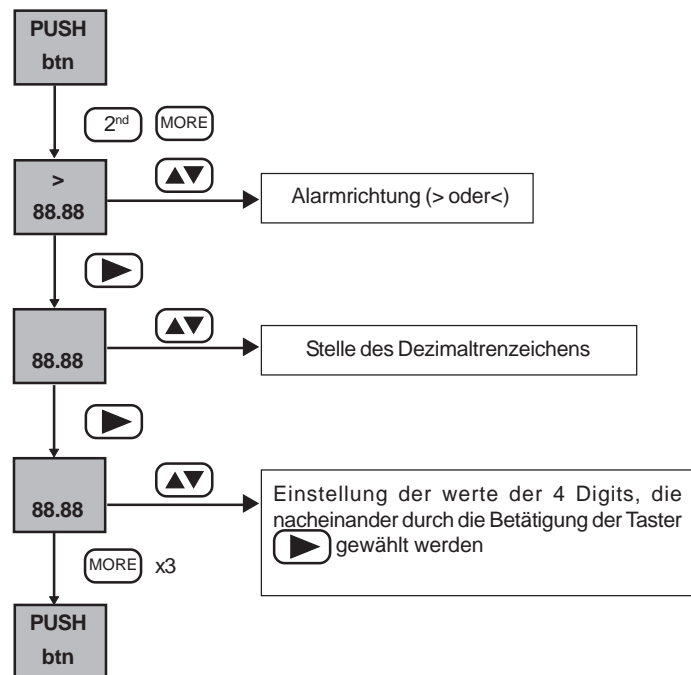 PUSH
btn
2nd MORE
>
88.88
Alarmrichtung (> oder<)
88.88
Stelle des Dezimaltrenzeichens
88.88
Einstellung der werte der 4 Digits, die
nacheinander durch die Betätigung der Taster
gewählt werden
MORE x3
PUSH
btn